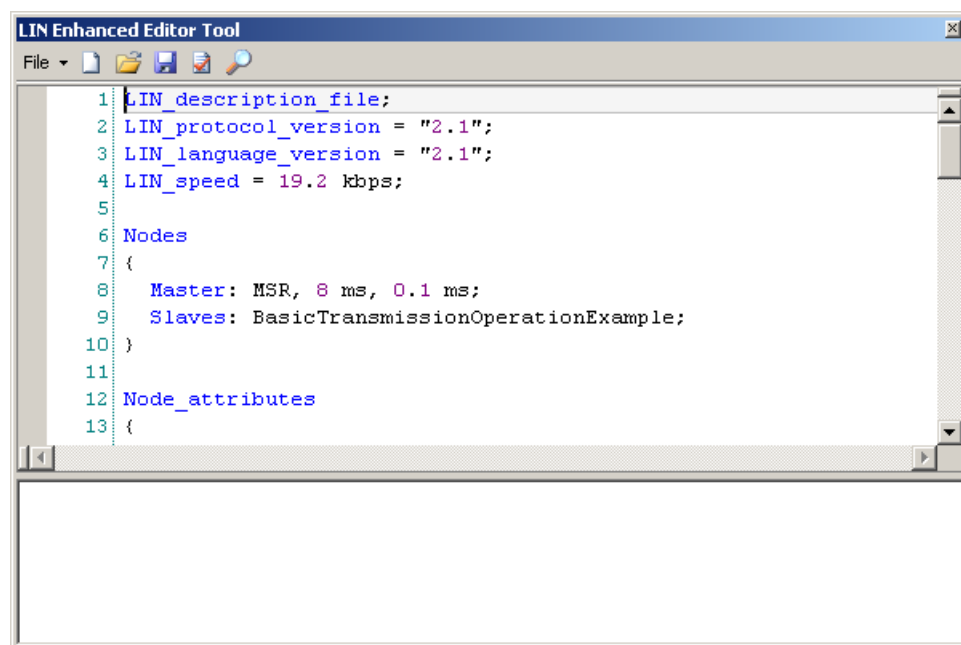 LIN Enhanced Editor Tool
File
1 LIN_description_file;
2 LIN_protocol_version = "2.1";
3 LIN_language_version = "2.1";
4 LIN_speed = 19.2 kbps;
5
6 Nodes
7 {
8 Master: MSR, 8 ms, 0.1 ms;
9 Slaves: BasicTransmissionOperationExample;
10 }
11
12 Node_attributes
13 {